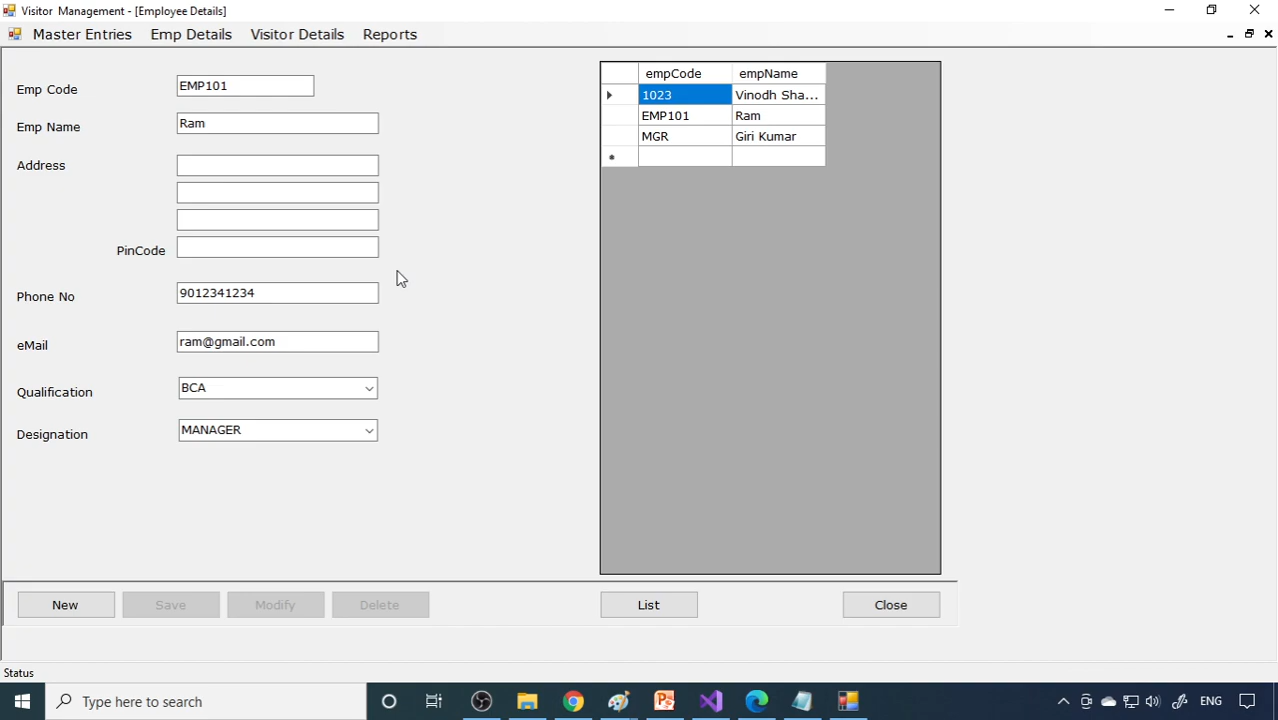 Visitor Management - [Employee Details]
Master Entries Emp Details Visitor Details Reports
Emp Code EMP101
Emp Name Ram
Address
PinCode
Phone No 9012341234
eMail ram@gmail.com
Qualification BCA
Designation MANAGER
empCode empName
1023 Vinodh Sha...
EMP101 Ram
MGR Giri Kumar
New Save Modify Delete List Close
Status
Type here to search
ENG